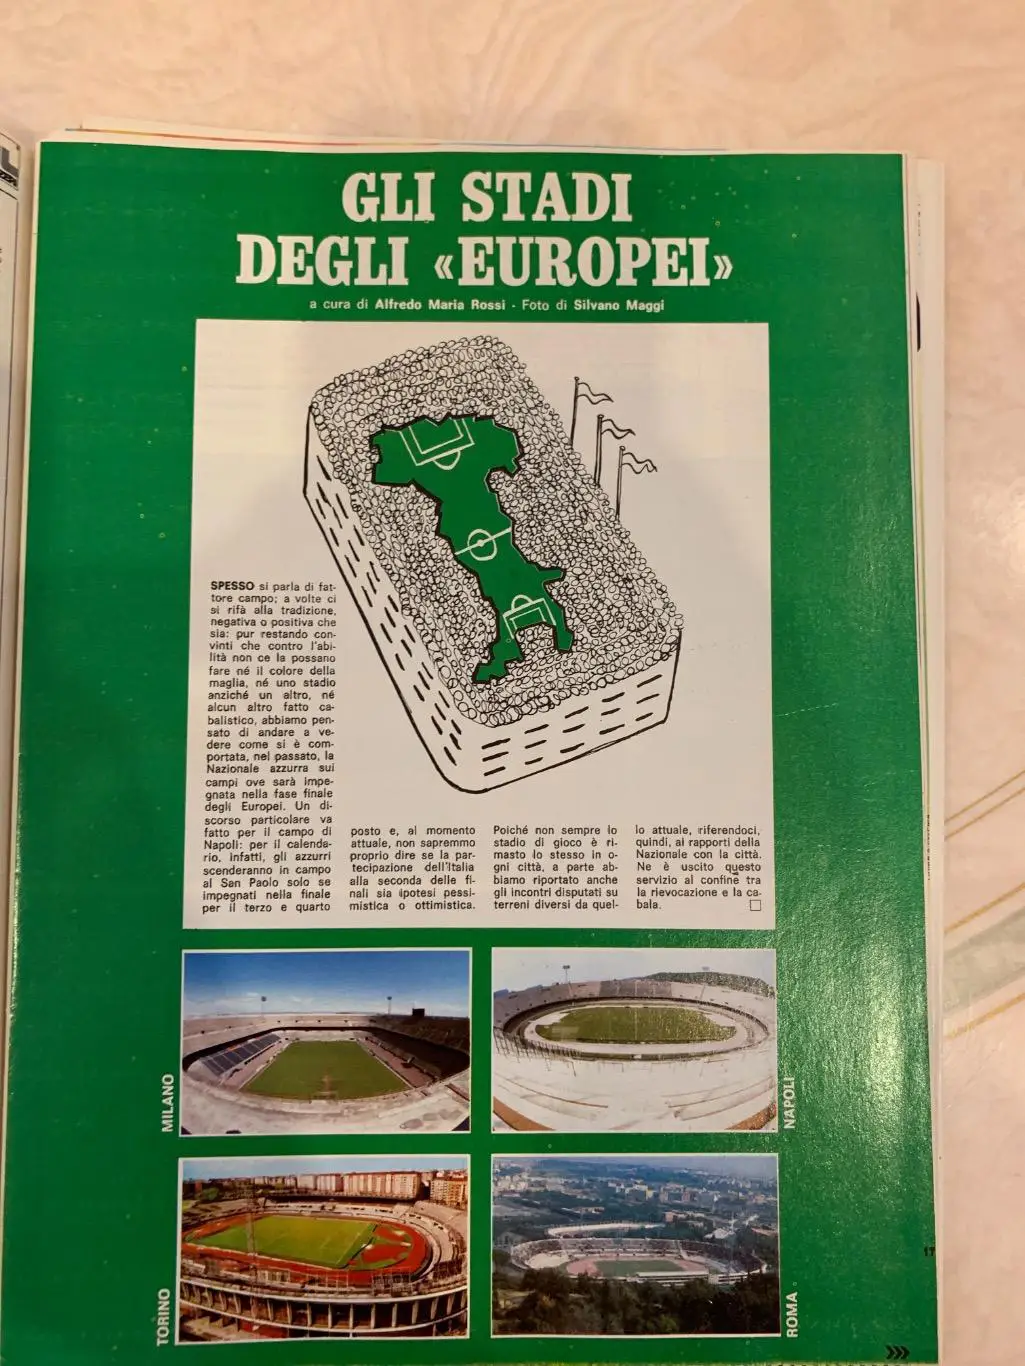 GLI STADI
DEGLI «EUROPEI»
a cura di Alfredo Maria Rossi - Foto di Silvano Maggi
SPESSO si parla di fat-
tore campo; a volte ci
si rifà alla tradizione,
negativa o positiva che
sia: pur restando con-
vinti che contro l'abi-
lità non ce la possano
fare né il colore della
maglia, né uno stadio
anziché un altro, né
alcun altro fatto ca-
balistico, abbiamo pen-
sato di andare a ve-
dere come si è com-
portata, nel passato, la
Nazionale azzurra sui
campi ove sarà impe-
gnata nella fase finale
degli Europei. Un di-
scorso particolare va
fatto per il campo di
Napoli: per il calenda-
rio, infatti, gli azzurri
scenderanno in campo
al San Paolo solo se
impegnati nella finale
per il terzo e quarto
posto e, al momento
attuale, non sapremmo
proprio dire se la par-
tecipazione dell'Italia
alla seconda delle fi-
nali sia ipotesi pessi-
mistica o ottimistica.
Poiché non sempre lo
stadio di gioco è ri-
masto lo stesso in o-
gni città, a parte ab-
biamo riportato anche
gli incontri disputati su
terreni diversi da quel-
lo attuale, riferendoci,
quindi, ai rapporti della
Nazionale con la città.
Ne è uscito questo
servizio al confine tra
la rievocazione e la ca-
bala.
MILANO
NAPOLI
TORINO
ROMA
17